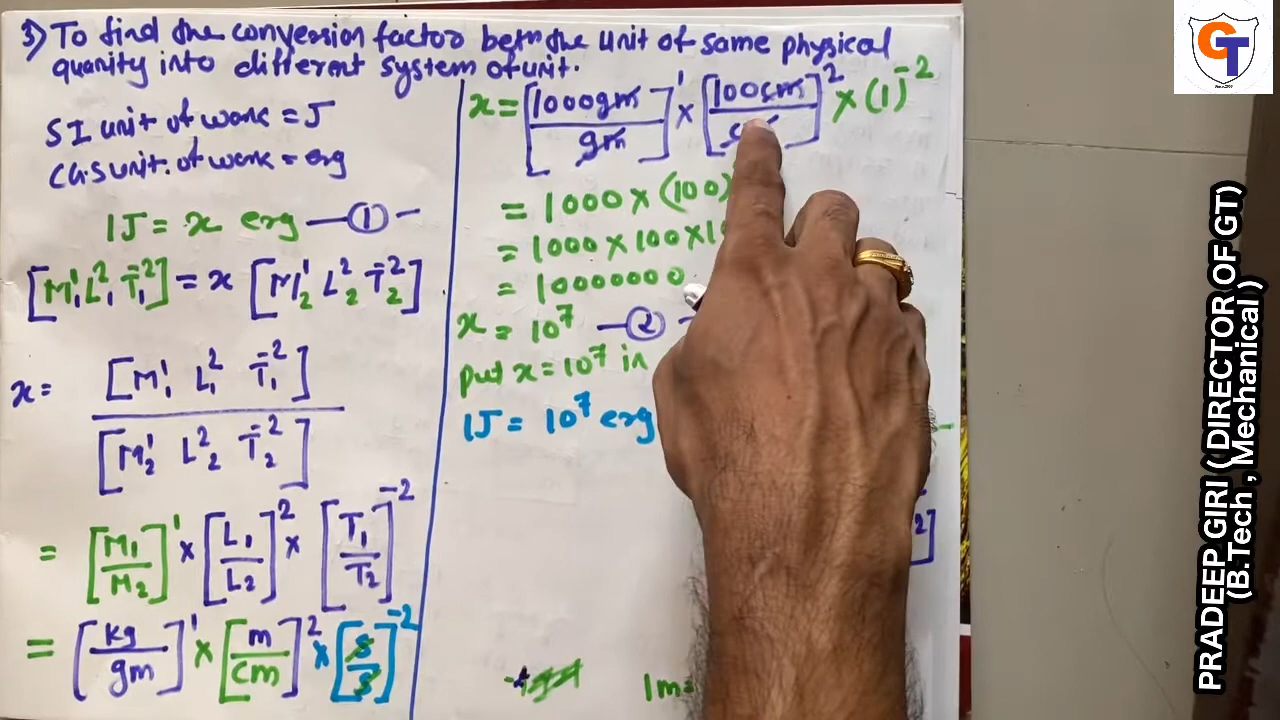 3) To find the conversion factor betn the unit of same physical
quanity into different system of unit.
SI unit of work = J
C.G.S unit. of work = erg
1J = x erg — ① —
[M₁¹ L₁² T₁⁻²] = x [M₂¹ L₂² T₂⁻²]
x = [M₁¹ L₁² T₁⁻²] / [M₂¹ L₂² T₂⁻²]
= [M₁/M₂]¹ × [L₁/L₂]² × [T₁/T₂]⁻²
= [kg/gm]¹ × [m/cm]² × [s/s]⁻²
x = [1000gm/gm]¹ × [100cm/]² × (1)⁻²
= 1000 × (100)
= 1000 × 100 × 1
= 10000000
x = 10⁷ — ② —
put x = 10⁷ in
1J = 10⁷ erg
2]
1m=
GT
PRADEEP GIRI ( DIRECTOR OF GT)
(B.Tech , Mechanical )